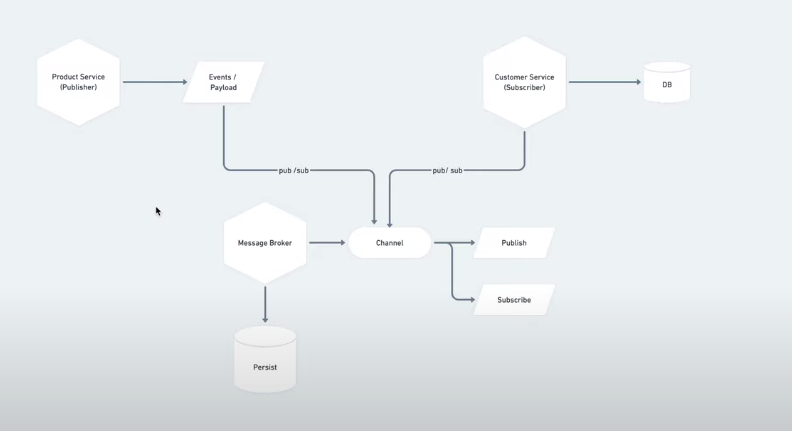 Product Service
(Publisher)
Events /
Payload
Customer Service
(Subscriber)
DB
pub /sub
pub/ sub
Message Broker
Channel
Publish
Subscribe
Persist